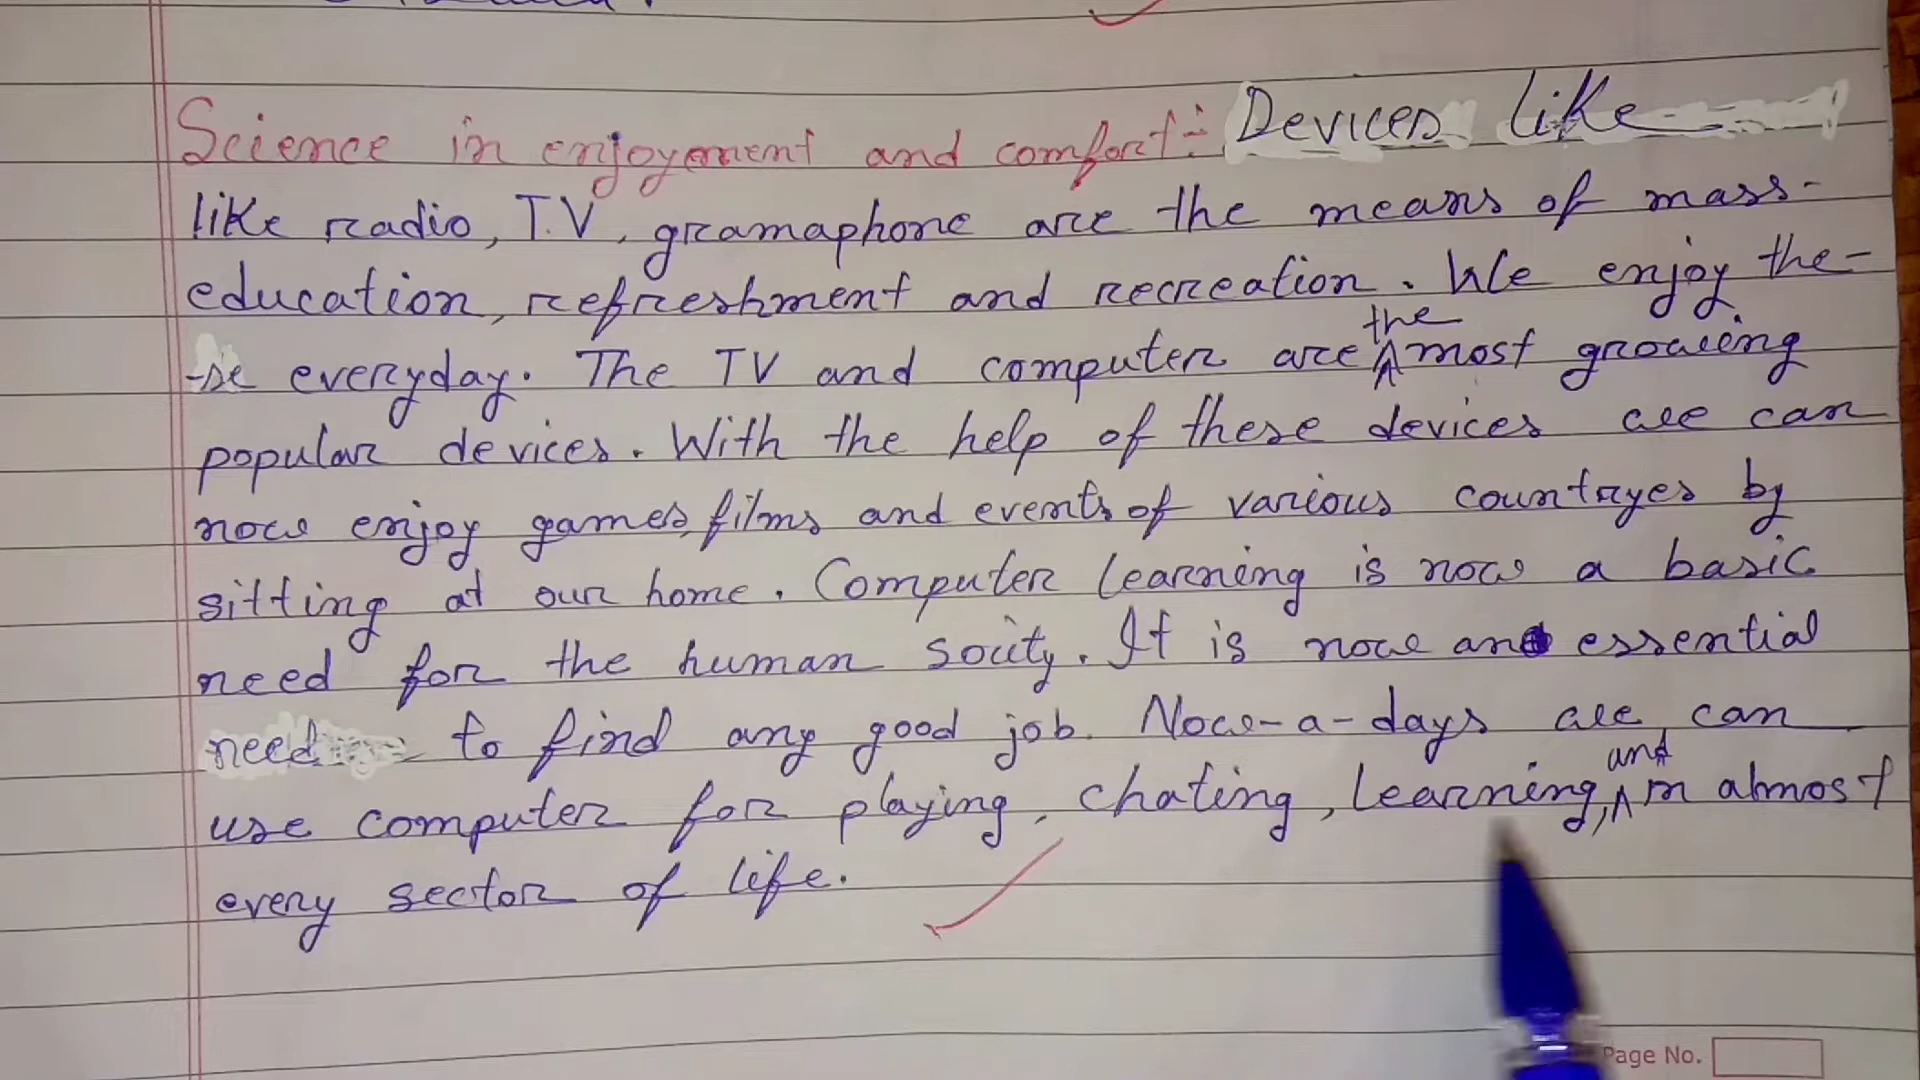 Science in enjoyement and comfort :- Devices like
like radio, T.V, gramaphone are the means of mass-
education, refreshment and recreation. We enjoy the-
-se everyday. The TV and computer are the most growing
popular devices. With the help of these devices we can
now enjoy games, films and events of various countryes by
sitting at our home. Computer learning is now a basic
need for the human socity. It is now an essential
need to find any good job. Now-a-days we can
use computer for playing, chating, learning, and in almost
every sector of life.
Page No.